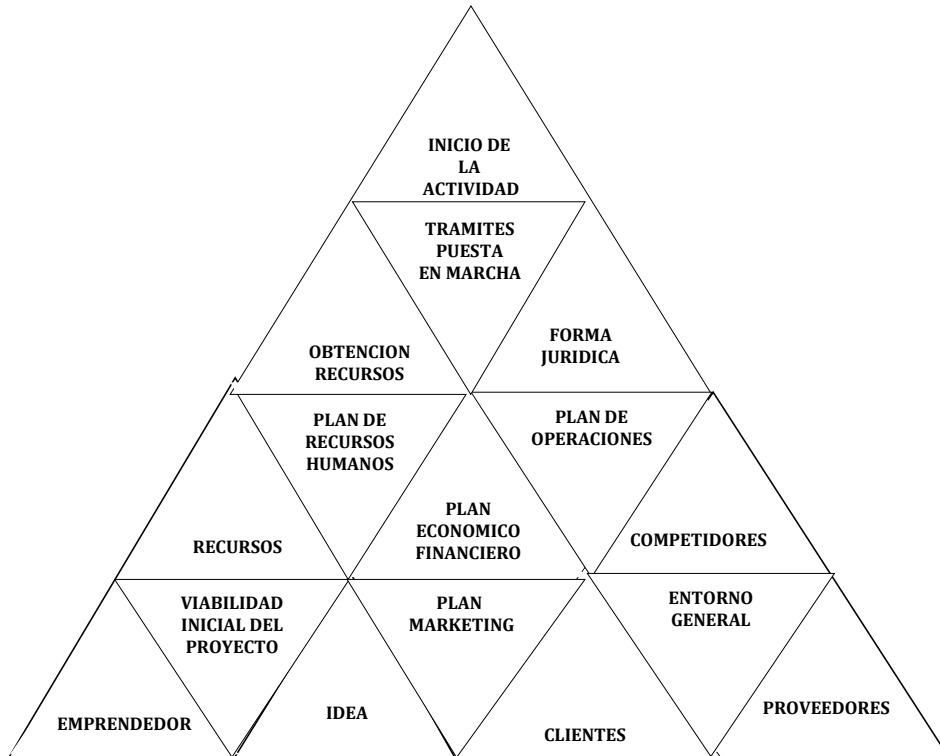 INICIO DE
LA
ACTIVIDAD
TRAMITES
PUESTA
EN MARCHA
OBTENCION
RECURSOS
FORMA
JURIDICA
PLAN DE
RECURSOS
HUMANOS
PLAN DE
OPERACIONES
RECURSOS
PLAN
ECONOMICO
FINANCIERO
COMPETIDORES
VIABILIDAD
INICIAL DEL
PROYECTO
PLAN
MARKETING
ENTORNO
GENERAL
EMPRENDEDOR
IDEA
CLIENTES
PROVEEDORES